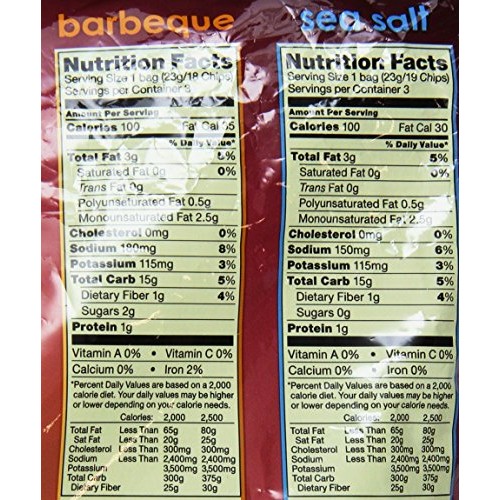 barbeque
Nutrition Facts
Serving Size 1 bag (23g/18 Chips)
Servings per Container 3
Amount Per Serving
Calories 100 Fat Cal 35
% Daily Value*
Total Fat 3g 5%
Saturated Fat 0g 0%
Trans Fat 0g
Polyunsaturated Fat 0.5g
Monounsaturated Fat 2.5g
Cholesterol 0mg 0%
Sodium 180mg 8%
Potassium 115mg 3%
Total Carb 15g 5%
Dietary Fiber 1g 4%
Sugars 2g
Protein 1g
Vitamin A 0% • Vitamin C 0%
Calcium 0% • Iron 2%
*Percent Daily Values are based on a 2,000
calorie diet. Your daily values may be higher
or lower depending on your calorie needs.
Calories: 2,000 2,500
Total Fat Less Than 65g 80g
Sat Fat Less Than 20g 25g
Cholesterol Less Than 300mg 300mg
Sodium Less Than 2,400mg 2,400mg
Potassium 3,500mg 3,500mg
Total Carb 300g 375g
Dietary Fiber 25g 30g
sea salt
Nutrition Facts
Serving Size 1 bag (23g/19 Chips)
Servings per Container 3
Amount Per Serving
Calories 100 Fat Cal 30
% Daily Value*
Total Fat 3g 5%
Saturated Fat 0g 0%
Trans Fat 0g
Polyunsaturated Fat 0.5g
Monounsaturated Fat 2.5g
Cholesterol 0mg 0%
Sodium 150mg 6%
Potassium 115mg 3%
Total Carb 15g 5%
Dietary Fiber 1g 4%
Sugars 0g
Protein 1g
Vitamin A 0% • Vitamin C 0%
Calcium 0% • Iron 0%
*Percent Daily Values are based on a 2,000
calorie diet. Your daily values may be higher
or lower depending on your calorie needs.
Calories: 2,000 2,500
Total Fat Less Than 65g 80g
Sat Fat Less Than 20g 25g
Cholesterol Less Than 300mg 300mg
Sodium Less Than 2,400mg 2,400mg
Potassium 3,500mg 3,500mg
Total Carb 300g 375g
Dietary Fiber 25g 30g